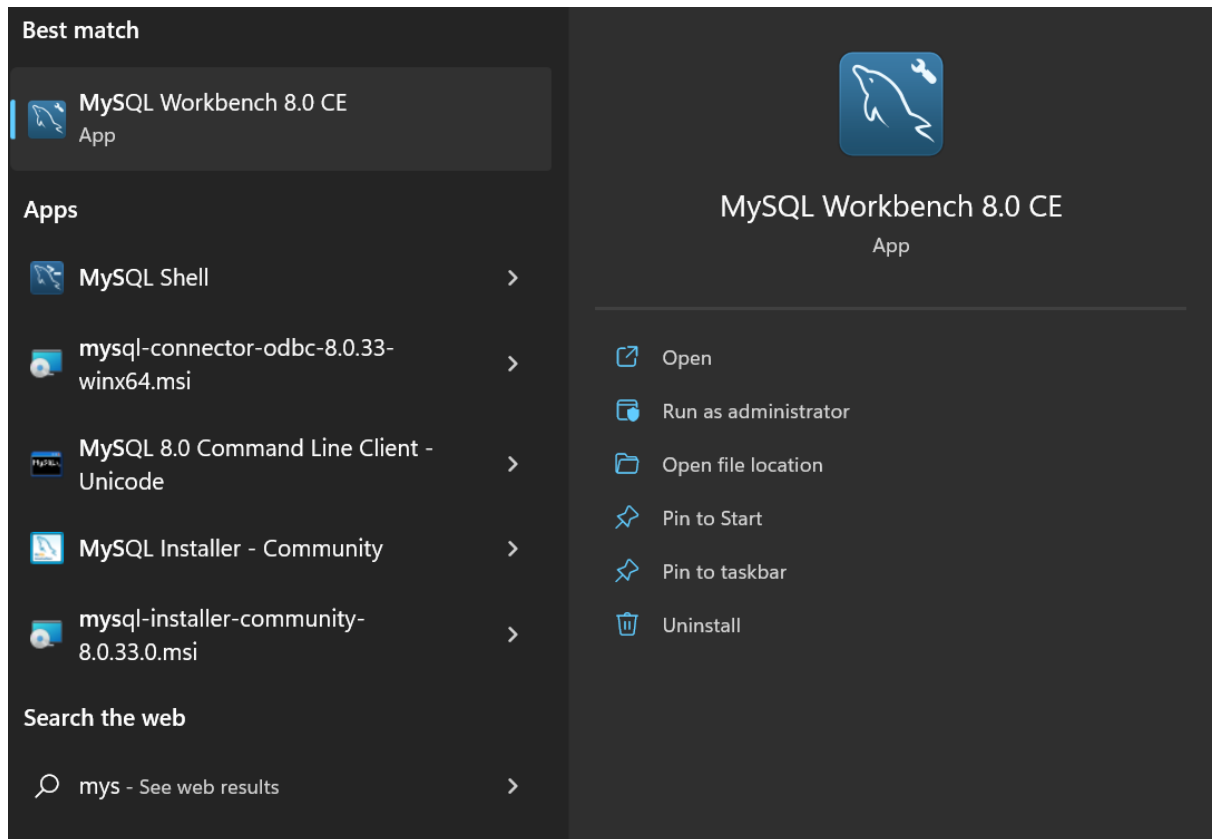 Best match
MySQL Workbench 8.0 CE
App
Apps
MySQL Shell
mysql-connector-odbc-8.0.33-
winx64.msi
MySQL 8.0 Command Line Client -
Unicode
MySQL Installer - Community
mysql-installer-community-
8.0.33.0.msi
Search the web
mys - See web results
MySQL Workbench 8.0 CE
App
Open
Run as administrator
Open file location
Pin to Start
Pin to taskbar
Uninstall